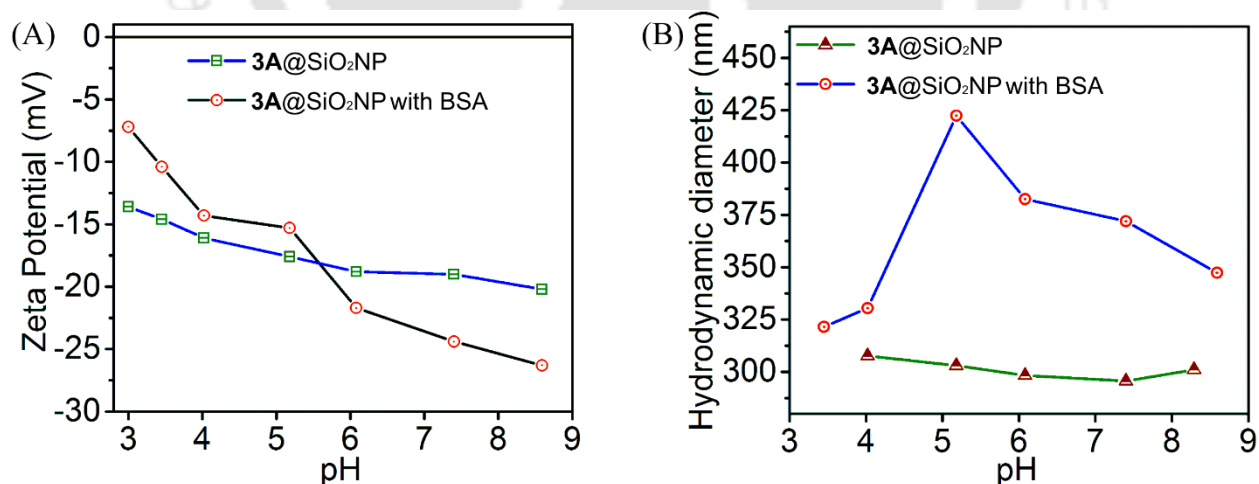 (A)
0
-5
-10
-15
-20
-25
-30
Zeta Potential (mV)
3A@SiO₂NP
3A@SiO₂NP with BSA
3 4 5 6 7 8 9
pH
(B)
450
425
400
375
350
325
300
Hydrodynamic diameter (nm)
3A@SiO₂NP
3A@SiO₂NP with BSA
3 4 5 6 7 8 9
pH